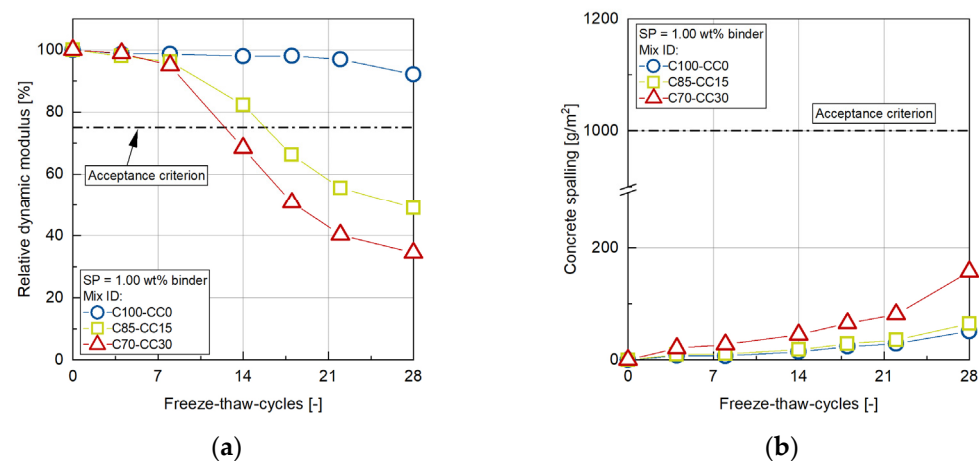 (a)
Relative dynamic modulus [%]
100
80
60
40
20
0
Acceptance criterion
SP = 1.00 wt% binder
Mix ID:
C100-CC0
C85-CC15
C70-CC30
0 7 14 21 28
Freeze-thaw-cycles [-]
(b)
Concrete spalling [g/m²]
1200
1000
200
0
SP = 1.00 wt% binder
Mix ID:
C100-CC0
C85-CC15
C70-CC30
Acceptance criterion
0 7 14 21 28
Freeze-thaw-cycles [-]
(a) (b)